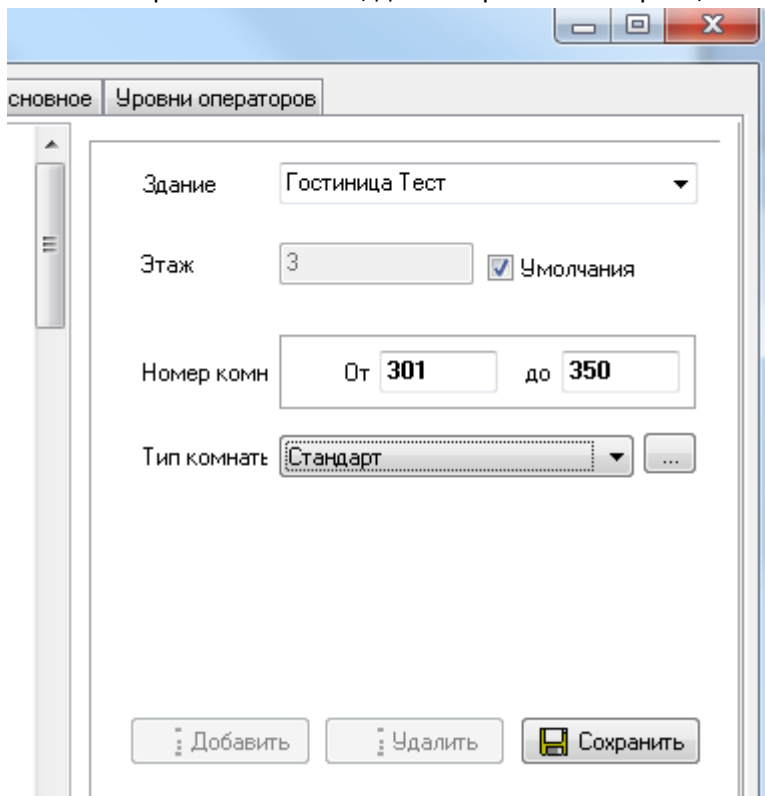 сновное Уровни операторов
Здание Гостиница Тест
Этаж 3 Умолчания
Номер комн От 301 до 350
Тип комнать Стандарт ...
Добавить Удалить Сохранить